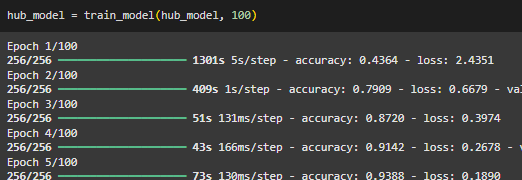 hub_model = train_model(hub_model, 100)
Epoch 1/100
256/256 ━━━━━━━━━━━━━━━━━━━━ 1301s 5s/step - accuracy: 0.4364 - loss: 2.4351
Epoch 2/100
256/256 ━━━━━━━━━━━━━━━━━━━━ 409s 1s/step - accuracy: 0.7909 - loss: 0.6679 - val
Epoch 3/100
256/256 ━━━━━━━━━━━━━━━━━━━━ 51s 131ms/step - accuracy: 0.8720 - loss: 0.3974
Epoch 4/100
256/256 ━━━━━━━━━━━━━━━━━━━━ 43s 166ms/step - accuracy: 0.9142 - loss: 0.2678 - v
Epoch 5/100
256/256 ━━━━━━━━━━━━━━━━━━━━ 73s 130ms/step - accuracy: 0.9388 - loss: 0.1890